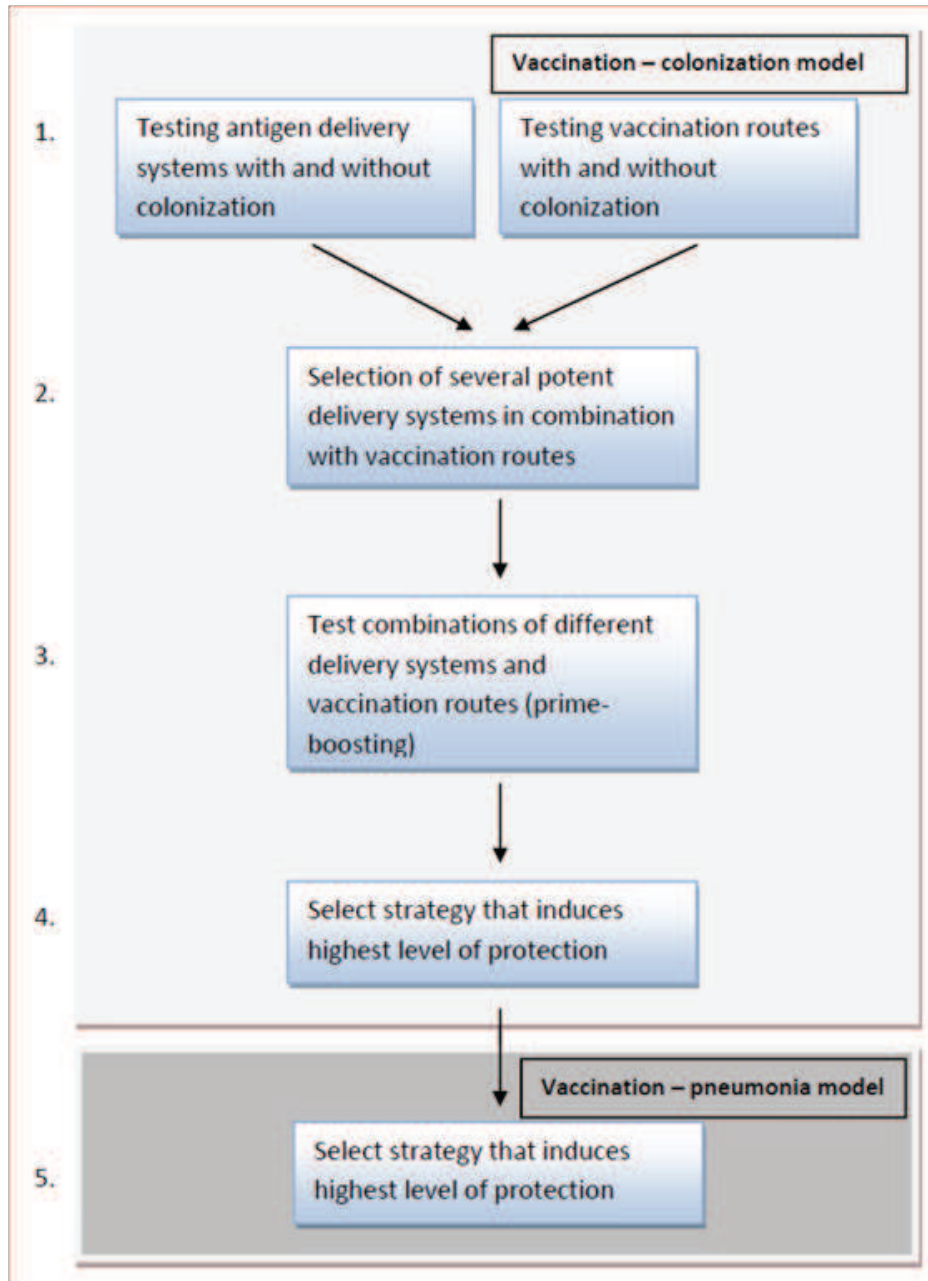 Vaccination – colonization model
1.
Testing antigen delivery
systems with and without
colonization
Testing vaccination routes
with and without
colonization
2.
Selection of several potent
delivery systems in combination
with vaccination routes
3.
Test combinations of different
delivery systems and
vaccination routes (prime-
boosting)
4.
Select strategy that induces
highest level of protection
Vaccination – pneumonia model
5.
Select strategy that induces
highest level of protection